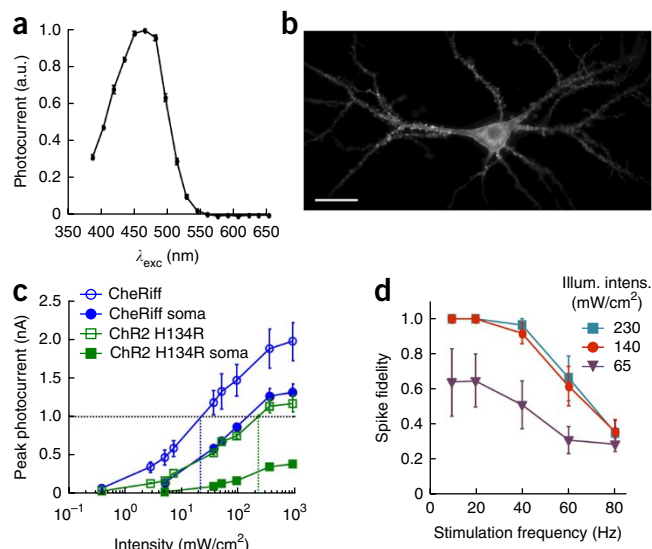 a
Photocurrent (a.u.)
1.0
0.8
0.6
0.4
0.2
0
350 400 450 500 550 600 650
λexc (nm)
b
c
CheRiff
CheRiff soma
ChR2 H134R
ChR2 H134R soma
Peak photocurrent (nA)
2.5
2.0
1.5
1.0
0.5
0
10–1 100 101 102 103
Intensity (mW/cm2)
d
Illum. intens.
(mW/cm2)
230
140
65
Spike fidelity
1.0
0.8
0.6
0.4
0.2
0 20 40 60 80
Stimulation frequency (Hz)